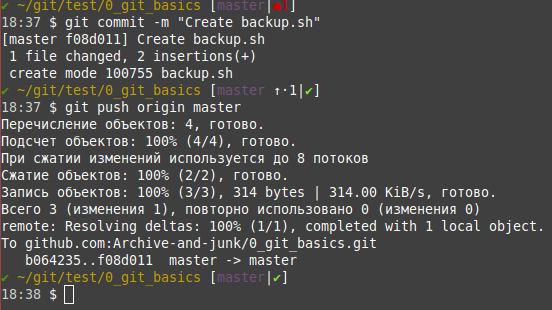 ✔ ~/git/test/0_git_basics [master|●1]
18:37 $ git commit -m "Create backup.sh"
[master f08d011] Create backup.sh
 1 file changed, 2 insertions(+)
 create mode 100755 backup.sh
✔ ~/git/test/0_git_basics [master ↑·1|✔]
18:37 $ git push origin master
Перечисление объектов: 4, готово.
Подсчет объектов: 100% (4/4), готово.
При сжатии изменений используется до 8 потоков
Сжатие объектов: 100% (2/2), готово.
Запись объектов: 100% (3/3), 314 bytes | 314.00 KiB/s, готово.
Всего 3 (изменения 1), повторно использовано 0 (изменения 0)
remote: Resolving deltas: 100% (1/1), completed with 1 local object.
To github.com:Archive-and-junk/0_git_basics.git
   b064235..f08d011  master -> master
✔ ~/git/test/0_git_basics [master|✔]
18:38 $